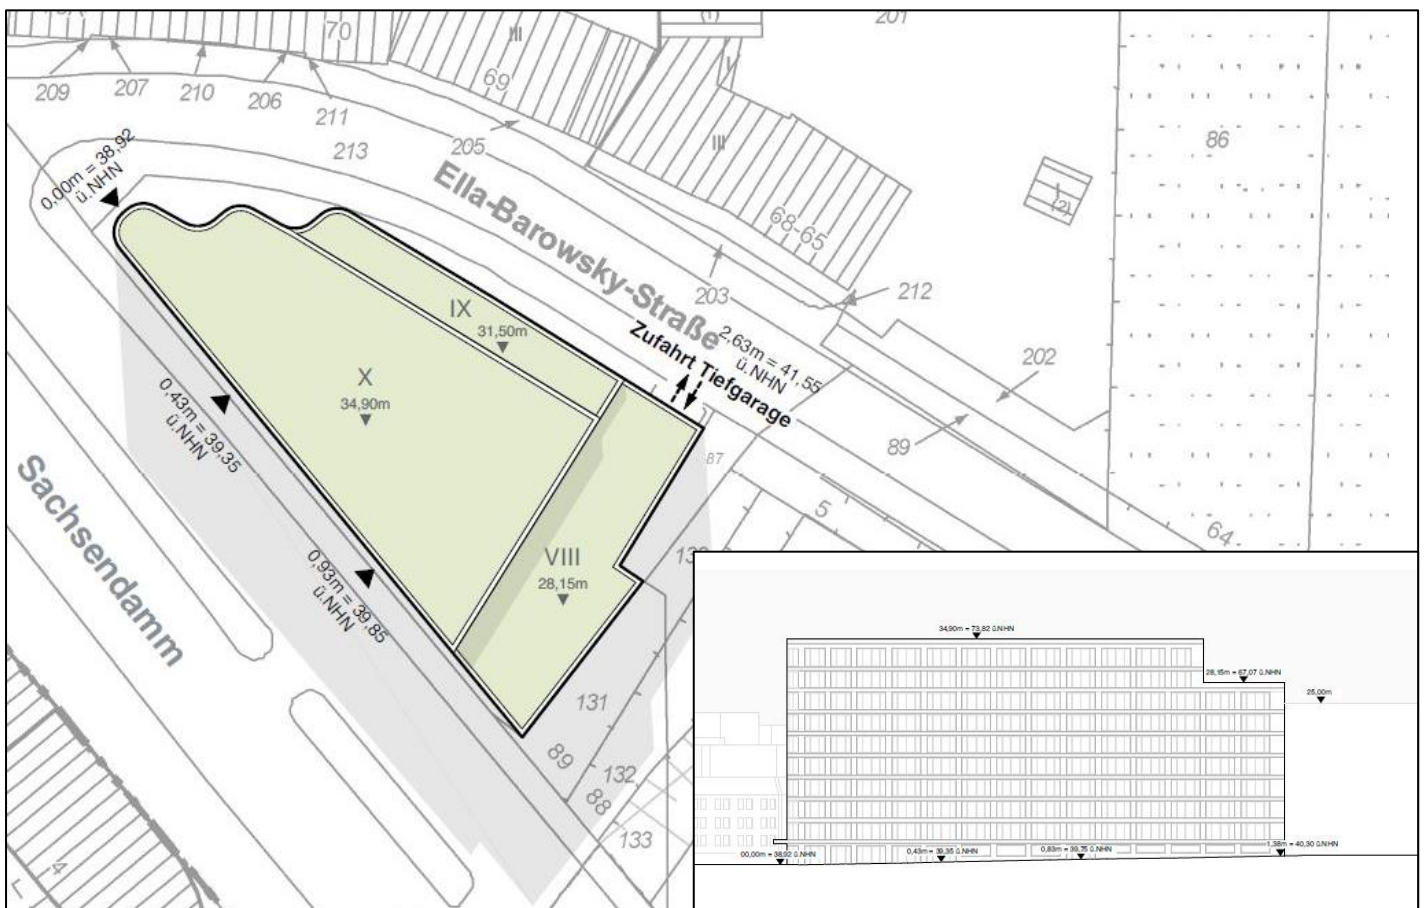 70
III
201
69
209
207
210
206
211
213
205
III
86
(2)
0,00m = 38,92
ü.NHN
Ella-Barowsky-Straße
68-65
203
212
IX
31,50m
2,63m = 41,55
ü.NHN
Zufahrt Tiefgarage
202
X
34,90m
0,43m = 39,35
ü.NHN
89
87
5
64
Sachsendamm
VIII
28,15m
0,93m = 39,85
ü.NHN
131
89
132
88
133
4
34,90m = 73,82 ü.NHN
28,15m = 67,07 ü.NHN
25,00m
00,00m = 38,92 ü.NHN
0,43m = 39,35 ü.NHN
0,83m = 39,75 ü.NHN
1,38m = 40,30 ü.NHN